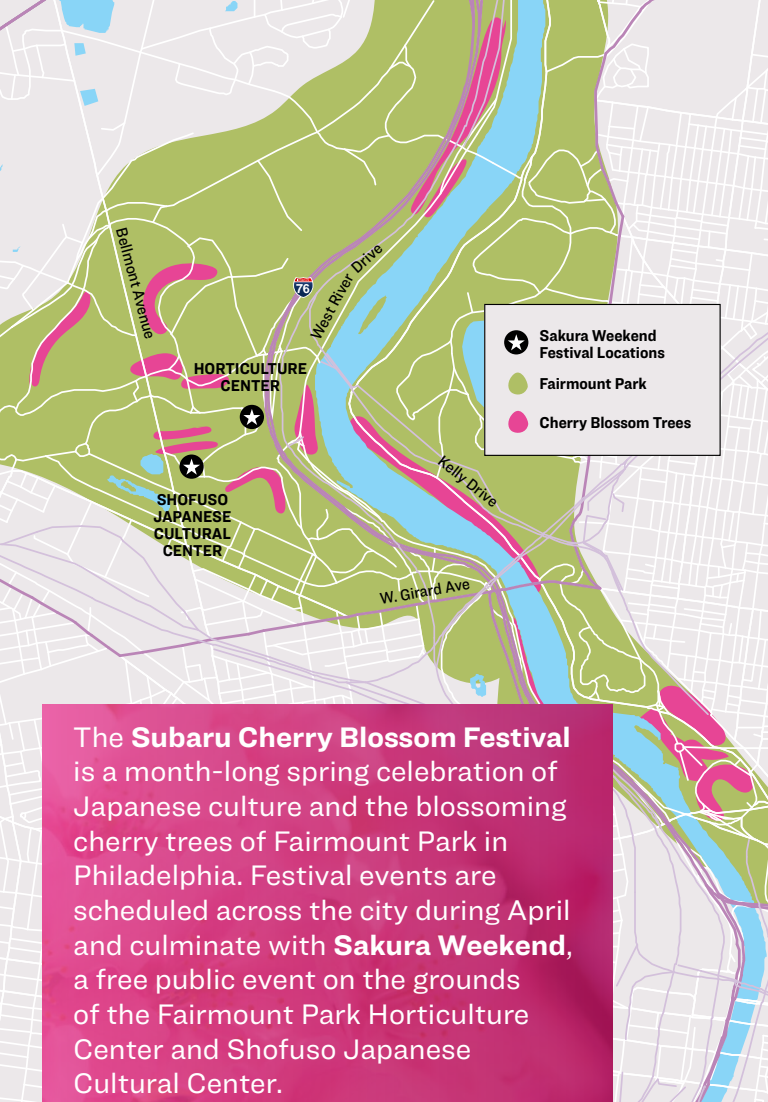 Bellmont Avenue
76
West River Drive
Sakura Weekend
Festival Locations
Fairmount Park
Cherry Blossom Trees
HORTICULTURE
CENTER
Kelly Drive
SHOFUSO
JAPANESE
CULTURAL
CENTER
W. Girard Ave
The Subaru Cherry Blossom Festival
is a month-long spring celebration of
Japanese culture and the blossoming
cherry trees of Fairmount Park in
Philadelphia. Festival events are
scheduled across the city during April
and culminate with Sakura Weekend,
a free public event on the grounds
of the Fairmount Park Horticulture
Center and Shofuso Japanese
Cultural Center.